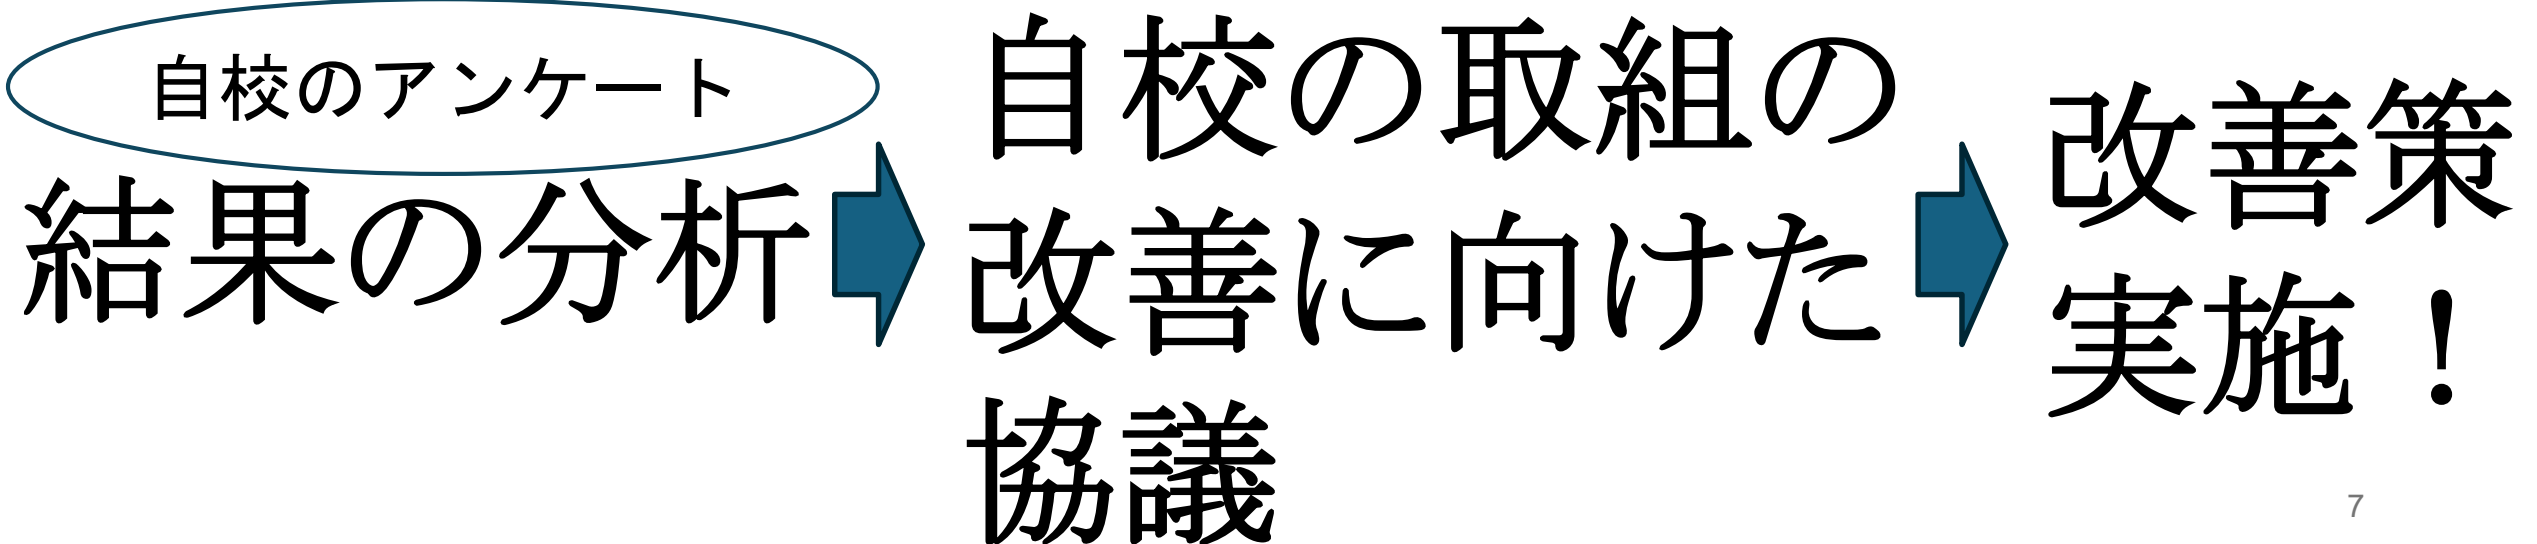 自校のアンケート
結果の分析
自校の取組の
改善に向けた
協議
改善策
実施！
7